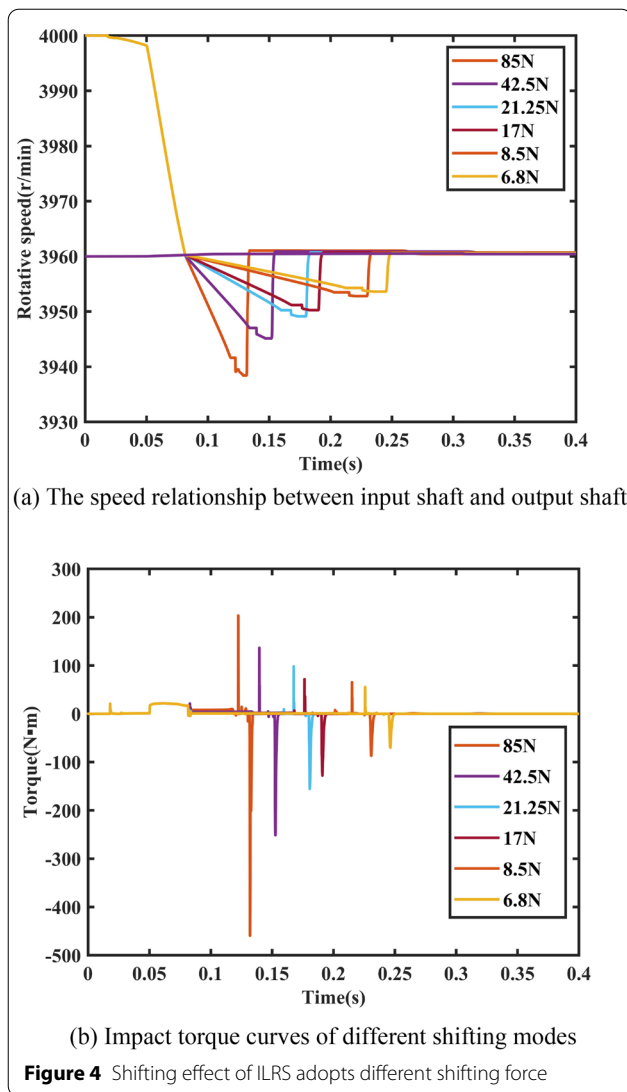 4000
3990
3980
3970
3960
3950
3940
3930
Rotative speed(r/min)
85N
42.5N
21.25N
17N
8.5N
6.8N
0 0.05 0.1 0.15 0.2 0.25 0.3 0.35 0.4
Time(s)
(a) The speed relationship between input shaft and output shaft
300
200
100
0
-100
-200
-300
-400
-500
Torque(N▪m)
85N
42.5N
21.25N
17N
8.5N
6.8N
0 0.05 0.1 0.15 0.2 0.25 0.3 0.35 0.4
Time(s)
(b) Impact torque curves of different shifting modes
Figure 4 Shifting effect of ILRS adopts different shifting force